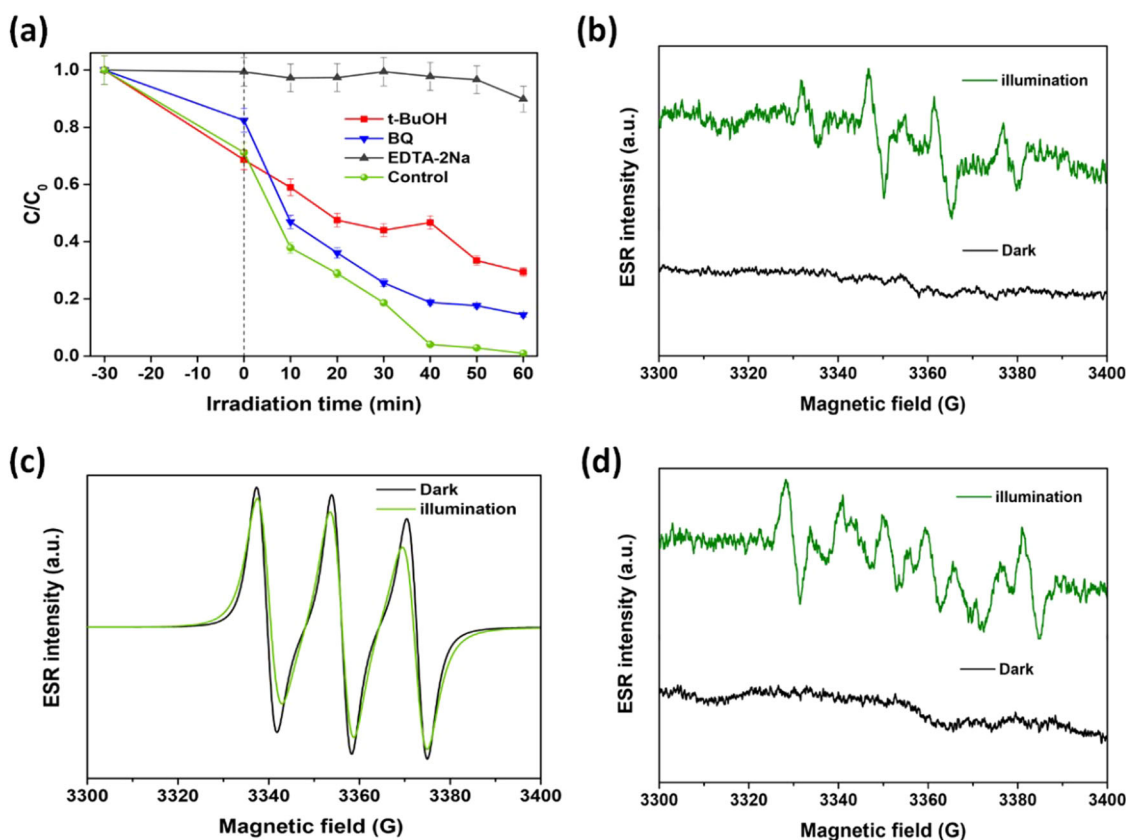 (a)
1.0
0.8
0.6
0.4
0.2
0.0
C/C0
t-BuOH
BQ
EDTA-2Na
Control
-30 -20 -10 0 10 20 30 40 50 60
Irradiation time (min)
(b)
ESR intensity (a.u.)
illumination
Dark
3300 3320 3340 3360 3380 3400
Magnetic field (G)
(c)
ESR intensity (a.u.)
Dark
illumination
3300 3320 3340 3360 3380 3400
Magnetic field (G)
(d)
ESR intensity (a.u.)
illumination
Dark
3300 3320 3340 3360 3380 3400
Magnetic field (G)